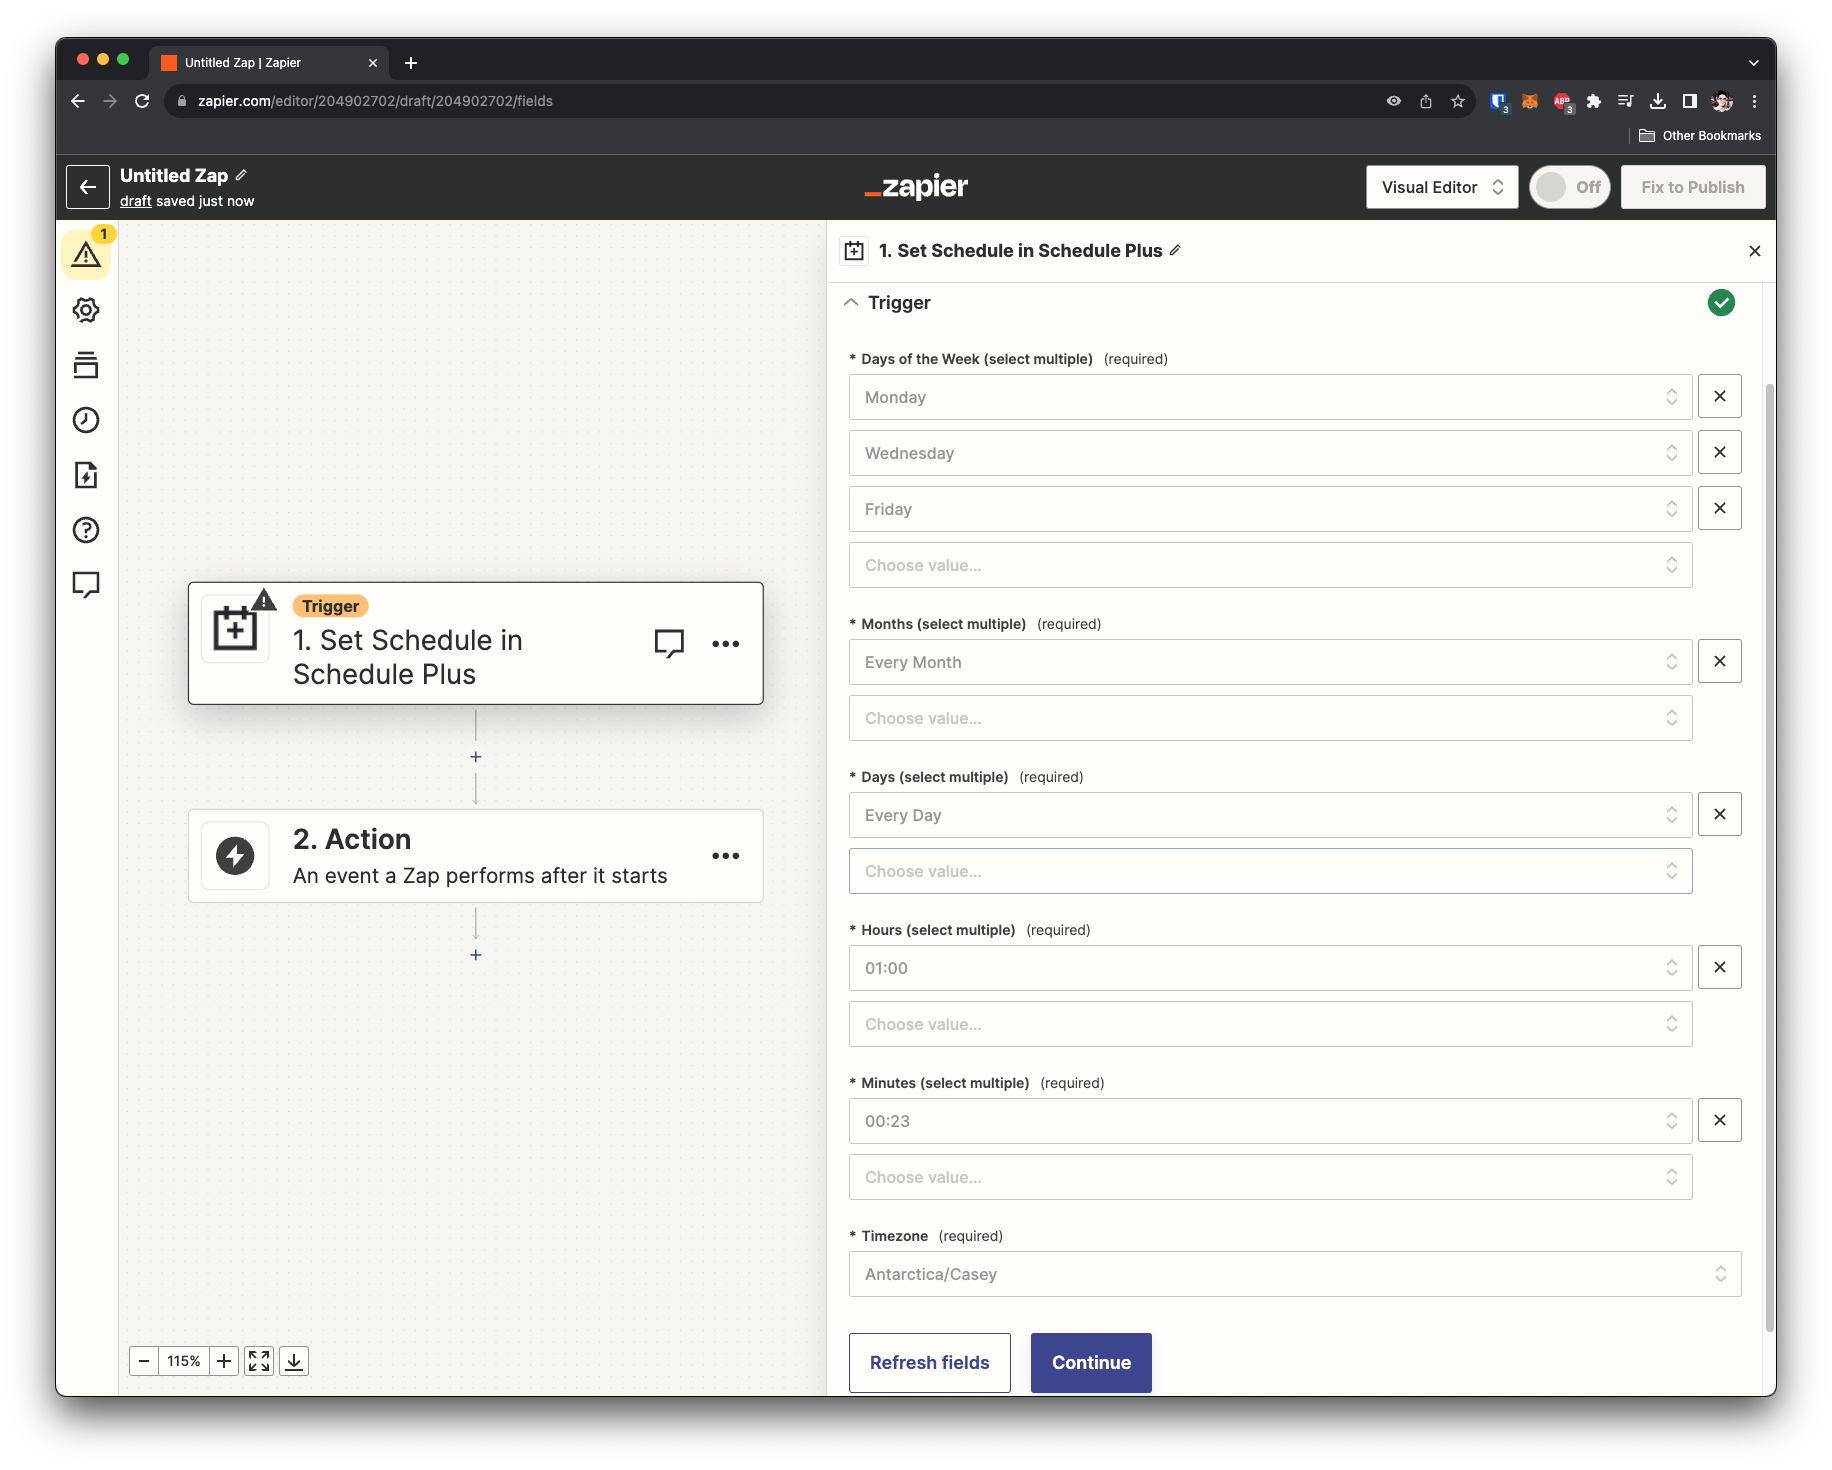 Untitled Zap | Zapier
zapier.com/editor/204902702/draft/204902702/fields
3
ABP
3
Other Bookmarks
Untitled Zap
draft saved just now
_zapier
Visual Editor
Off
Fix to Publish
1
1. Set Schedule in Schedule Plus
Trigger
* Days of the Week (select multiple) (required)
Monday
Wednesday
Friday
Choose value...
* Months (select multiple) (required)
Every Month
Choose value...
* Days (select multiple) (required)
Every Day
Choose value...
* Hours (select multiple) (required)
01:00
Choose value...
* Minutes (select multiple) (required)
00:23
Choose value...
* Timezone (required)
Antarctica/Casey
Refresh fields
Continue
Trigger
1. Set Schedule in
Schedule Plus
2. Action
An event a Zap performs after it starts
115%